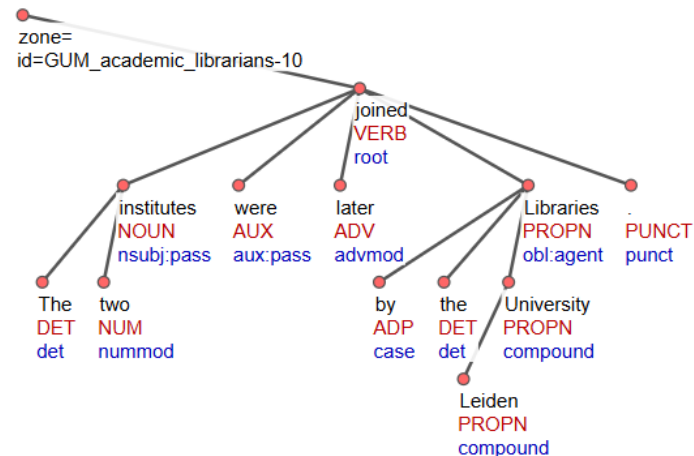 zone=
id=GUM_academic_librarians-10
joined
VERB
root
institutes were later Libraries .
NOUN AUX ADV PROPN PUNCT
nsubj:pass aux:pass advmod obl:agent punct
The two by the University
DET NUM ADP DET PROPN
det nummod case det compound
Leiden
PROPN
compound